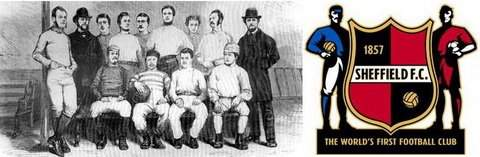 1857
SHEFFIELD F.C.
THE WORLD'S FIRST FOOTBALL CLUB